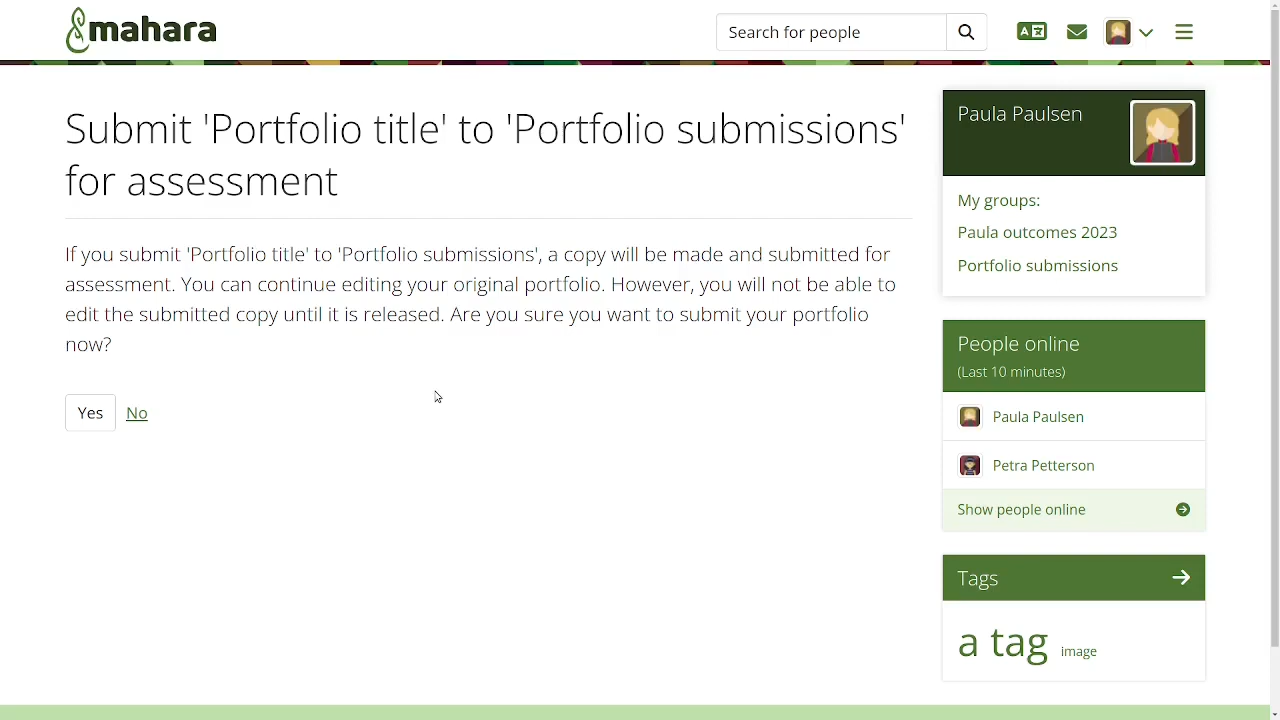 mahara
Search for people
Submit 'Portfolio title' to 'Portfolio submissions'
for assessment
If you submit 'Portfolio title' to 'Portfolio submissions', a copy will be made and submitted for
assessment. You can continue editing your original portfolio. However, you will not be able to
edit the submitted copy until it is released. Are you sure you want to submit your portfolio
now?
Yes No
Paula Paulsen
My groups:
Paula outcomes 2023
Portfolio submissions
People online
(Last 10 minutes)
Paula Paulsen
Petra Petterson
Show people online
Tags
a tag image